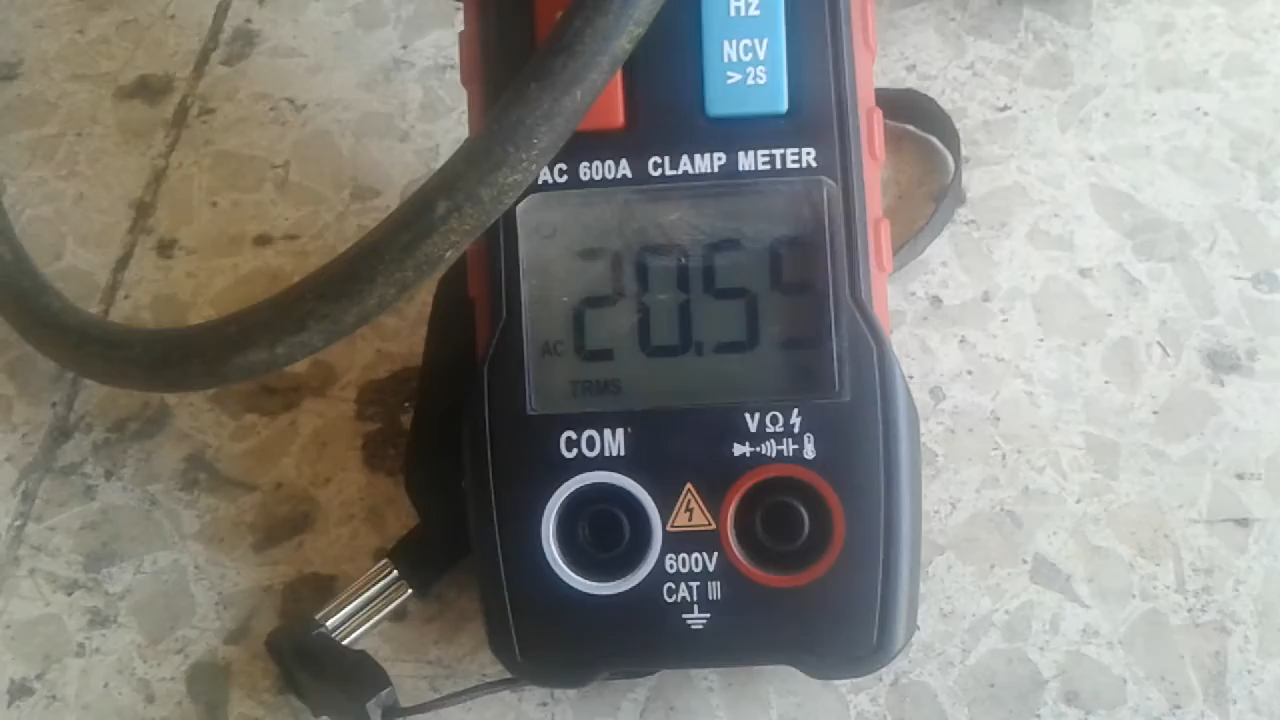 Hz
NCV
>2S
AC 600A CLAMP METER
20.5
AC
TRMS
COM
VΩ
600V
CAT III